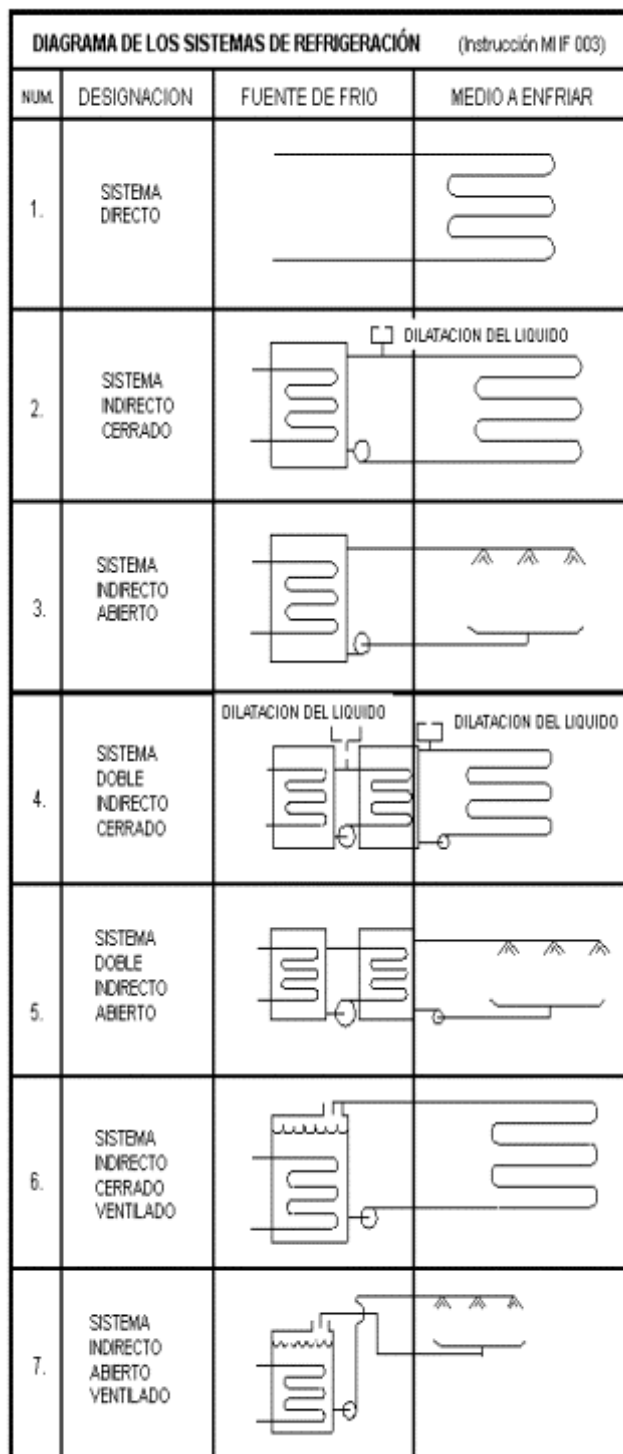 DIAGRAMA DE LOS SISTEMAS DE REFRIGERACIÓN (Instrucción MI IF 003)
NUM. DESIGNACION FUENTE DE FRIO MEDIO A ENFRIAR
1.
SISTEMA
DIRECTO
2.
SISTEMA
INDIRECTO
CERRADO
DILATACION DEL LIQUIDO
3.
SISTEMA
INDIRECTO
ABIERTO
4.
SISTEMA
DOBLE
INDIRECTO
CERRADO
DILATACION DEL LIQUIDO
DILATACION DEL LIQUIDO
5.
SISTEMA
DOBLE
INDIRECTO
ABIERTO
6.
SISTEMA
INDIRECTO
CERRADO
VENTILADO
7.
SISTEMA
INDIRECTO
ABIERTO
VENTILADO